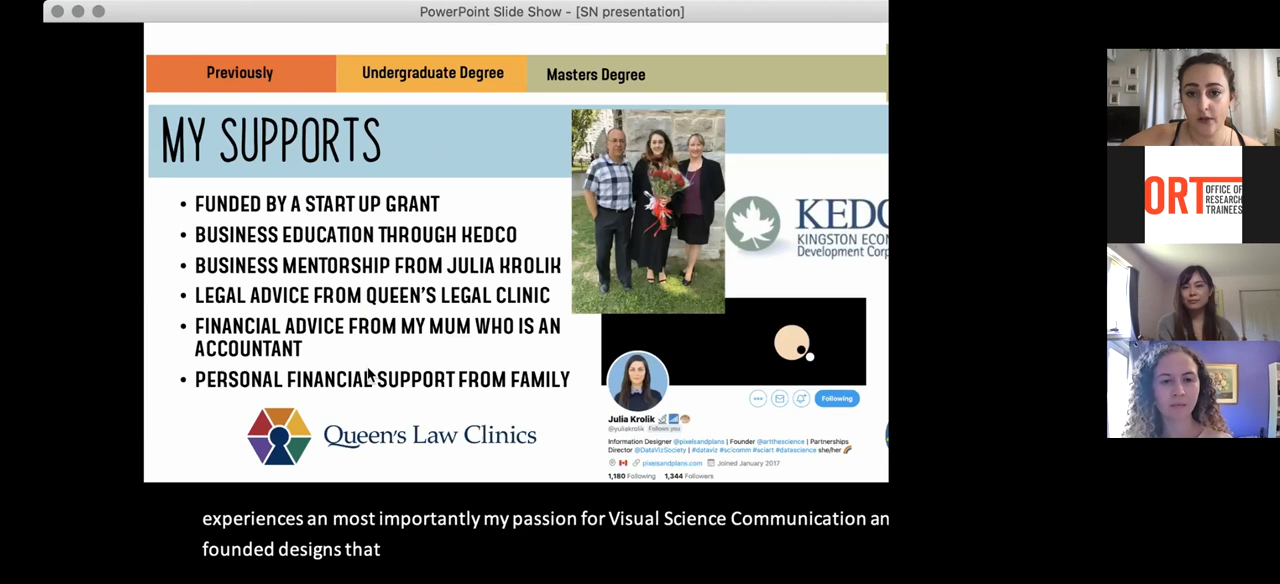 PowerPoint Slide Show - [SN presentation]
Previously
Undergraduate Degree
Masters Degree
MY SUPPORTS
• FUNDED BY A START UP GRANT
• BUSINESS EDUCATION THROUGH KEDCO
• BUSINESS MENTORSHIP FROM JULIA KROLIK
• LEGAL ADVICE FROM QUEEN'S LEGAL CLINIC
• FINANCIAL ADVICE FROM MY MUM WHO IS AN
ACCOUNTANT
• PERSONAL FINANCIAL SUPPORT FROM FAMILY
Queen's Law Clinics
KEDC
KINGSTON ECON
Development Corp
Following
Julia Krolik
@yuliakrolik Follows you
Information Designer @pixelsandplans | Founder @artthescience | Partnerships
Director @DataVizSociety | #dataviz #scicomm #sciart #datascience she/her
pixelsandplans.com Joined January 2017
1,180 Following 1,344 Followers
experiences an most importantly my passion for Visual Science Communication an
founded designs that
ORT OFFICE OF
RESEARCH
TRAINEES